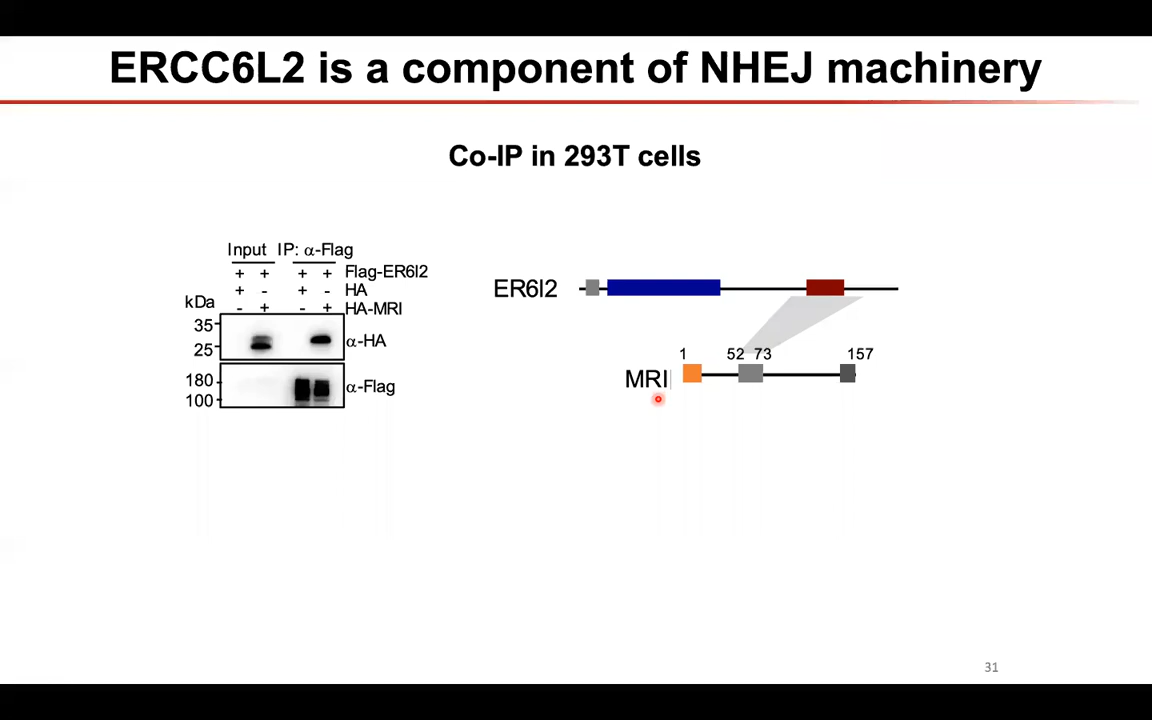 ERCC6L2 is a component of NHEJ machinery
Co-IP in 293T cells
Input IP: α-Flag
+ + + + Flag-ER6l2
+ - + - HA
- + - + HA-MRI
kDa
35
25
α-HA
180
100
α-Flag
ER6l2
1 52 73 157
MRI
31